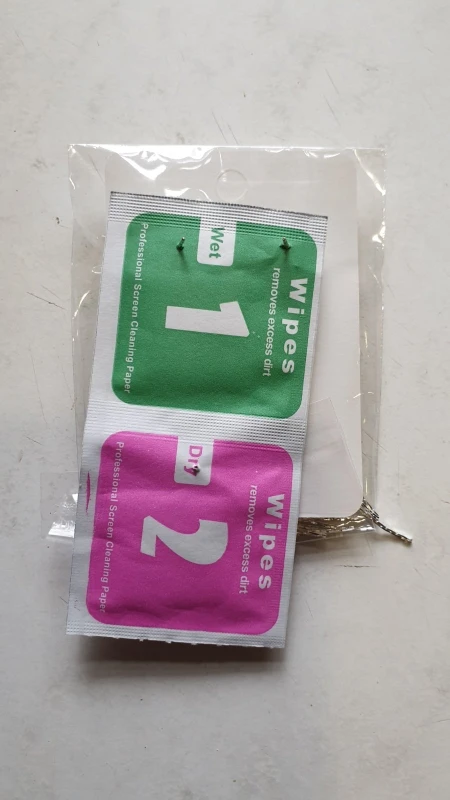 Wipes
removes excess dirt
Wet
1
Professional Screen Cleaning Paper
Wipes
removes excess dirt
Dry
2
Professional Screen Cleaning Paper